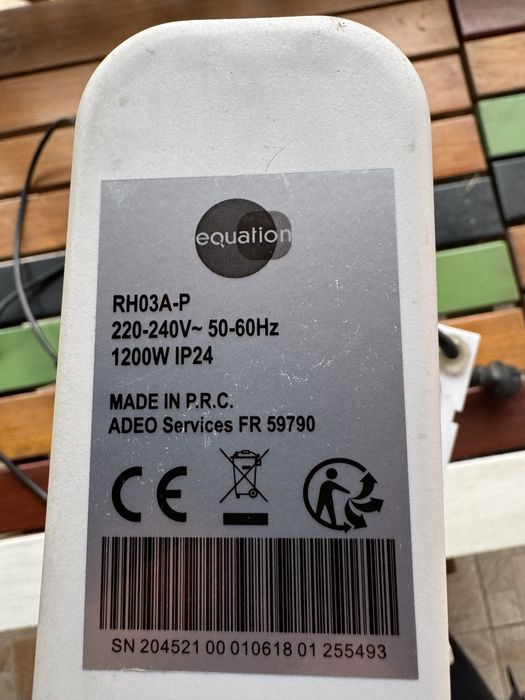 equation
RH03A-P
220-240V~ 50-60Hz
1200W IP24
MADE IN P.R.C.
ADEO Services FR 59790
CE
SN 204521 00 010618 01 255493